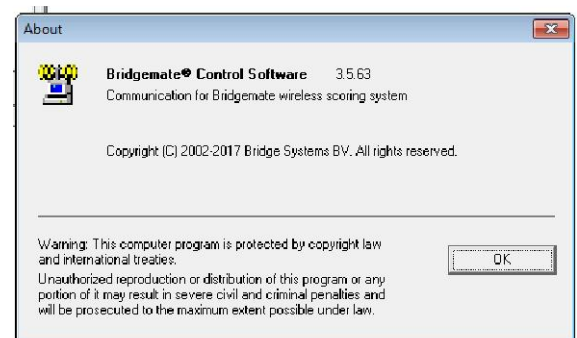 About
Bridgemate® Control Software 3.5.63
Communication for Bridgemate wireless scoring system
Copyright (C) 2002-2017 Bridge Systems BV. All rights reserved.
Warning: This computer program is protected by copyright law
and international treaties.
OK
Unauthorized reproduction or distribution of this program or any
portion of it may result in severe civil and criminal penalties and
will be prosecuted to the maximum extent possible under law.